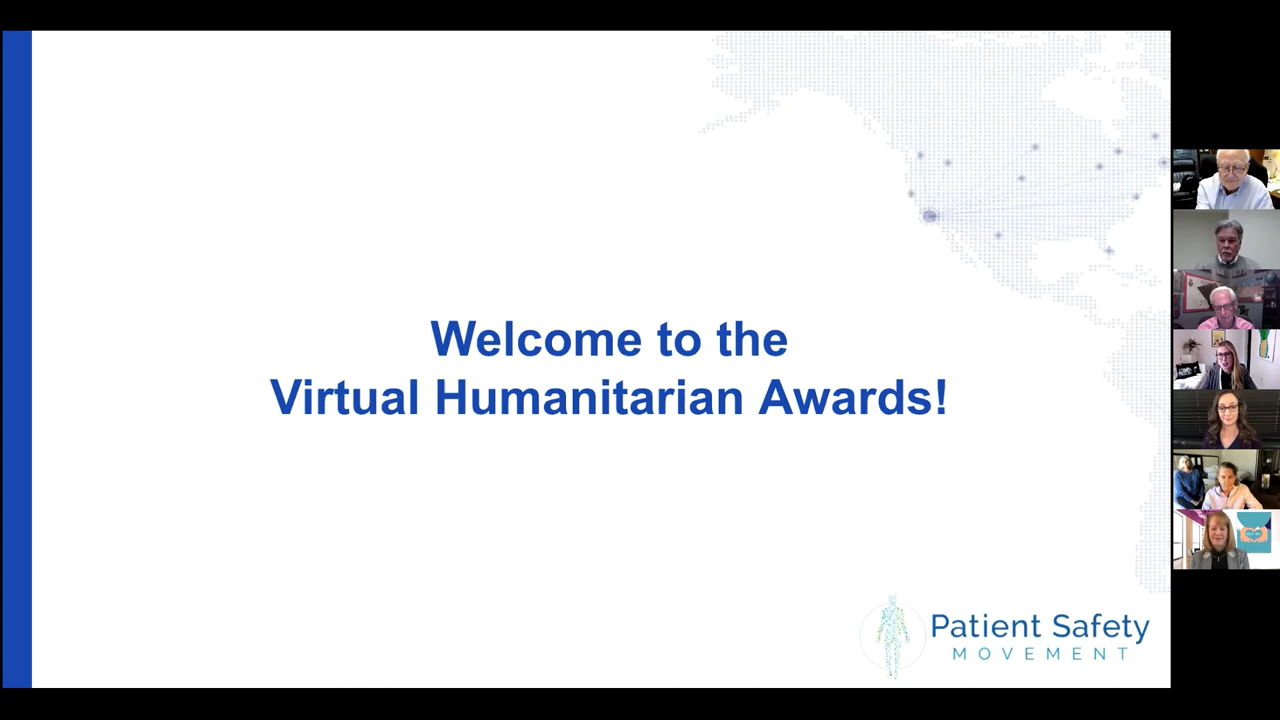 Welcome to the
Virtual Humanitarian Awards!
Patient Safety
MOVEMENT